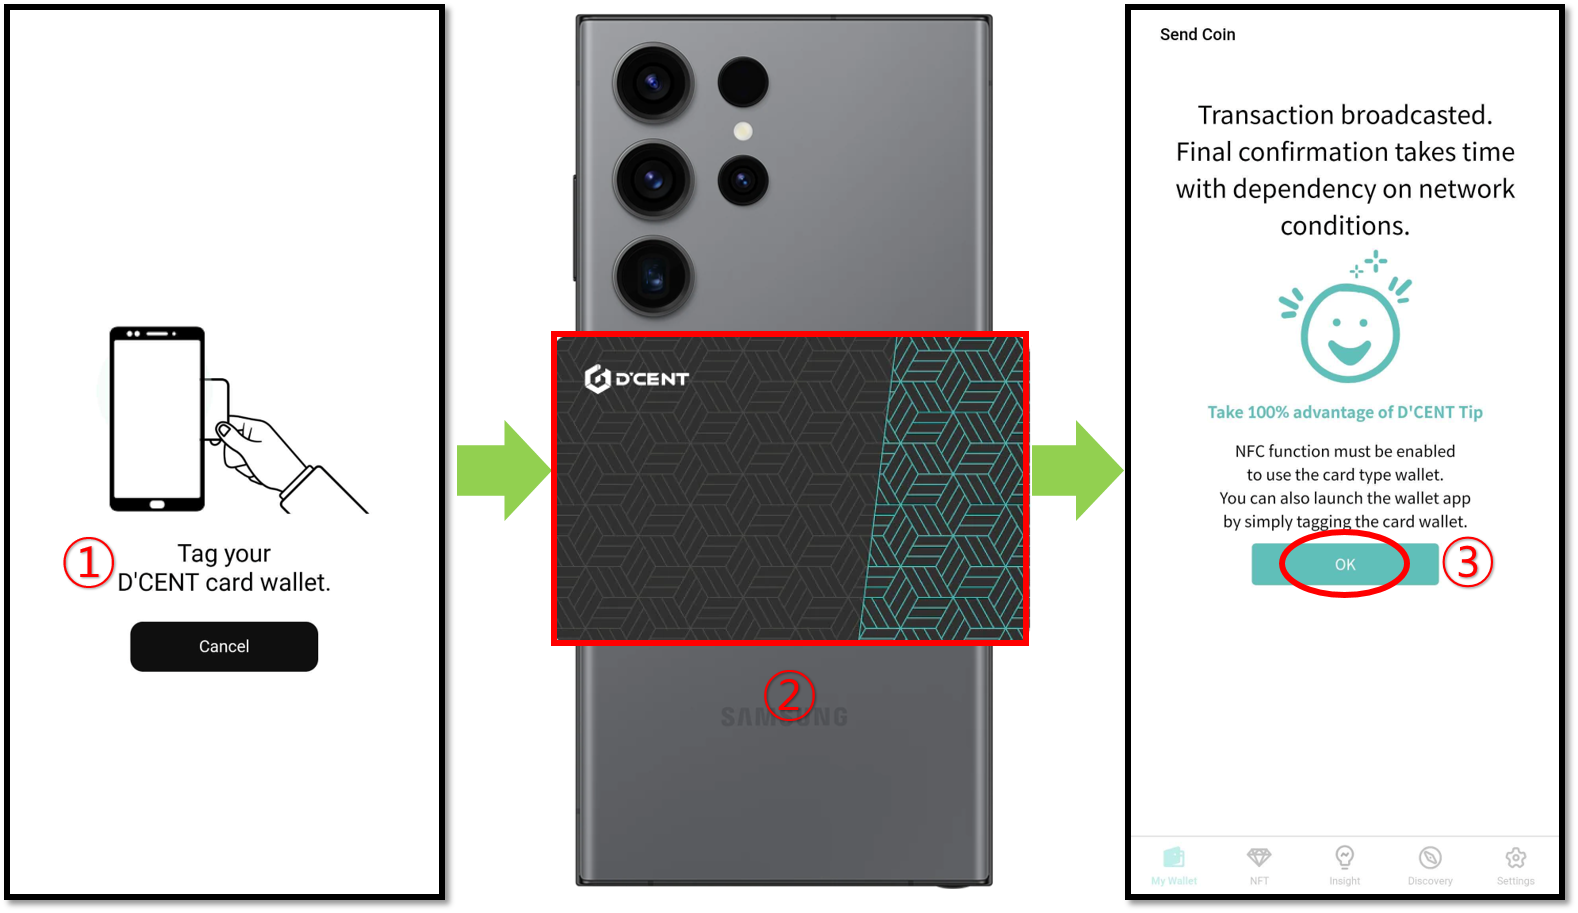 ①
Tag your
D'CENT card wallet.
Cancel
D'CENT
②
SAMSUNG
Send Coin
Transaction broadcasted.
Final confirmation takes time
with dependency on network
conditions.
Take 100% advantage of D'CENT Tip
NFC function must be enabled
to use the card type wallet.
You can also launch the wallet app
by simply tagging the card wallet.
OK
③
My Wallet
NFT
Insight
Discovery
Settings